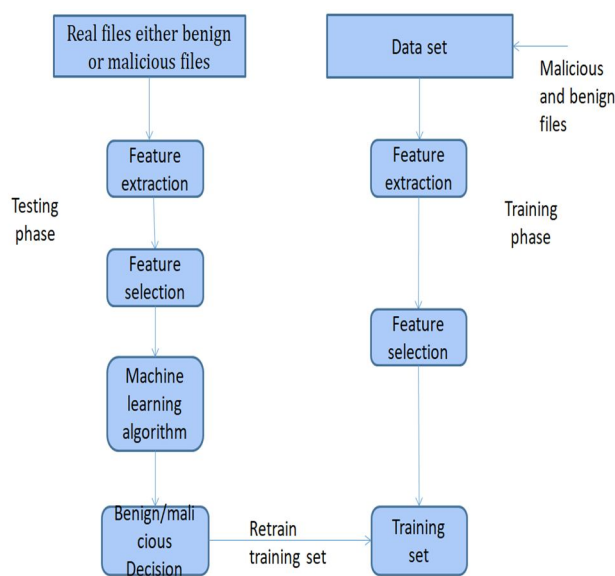 Real files either benign
or malicious files
Data set
Malicious
and benign
files
Feature
extraction
Feature
extraction
Testing
phase
Training
phase
Feature
selection
Feature
selection
Machine
learning
algorithm
Benign/mali
cious
Decision
Retrain
training set
Training
set